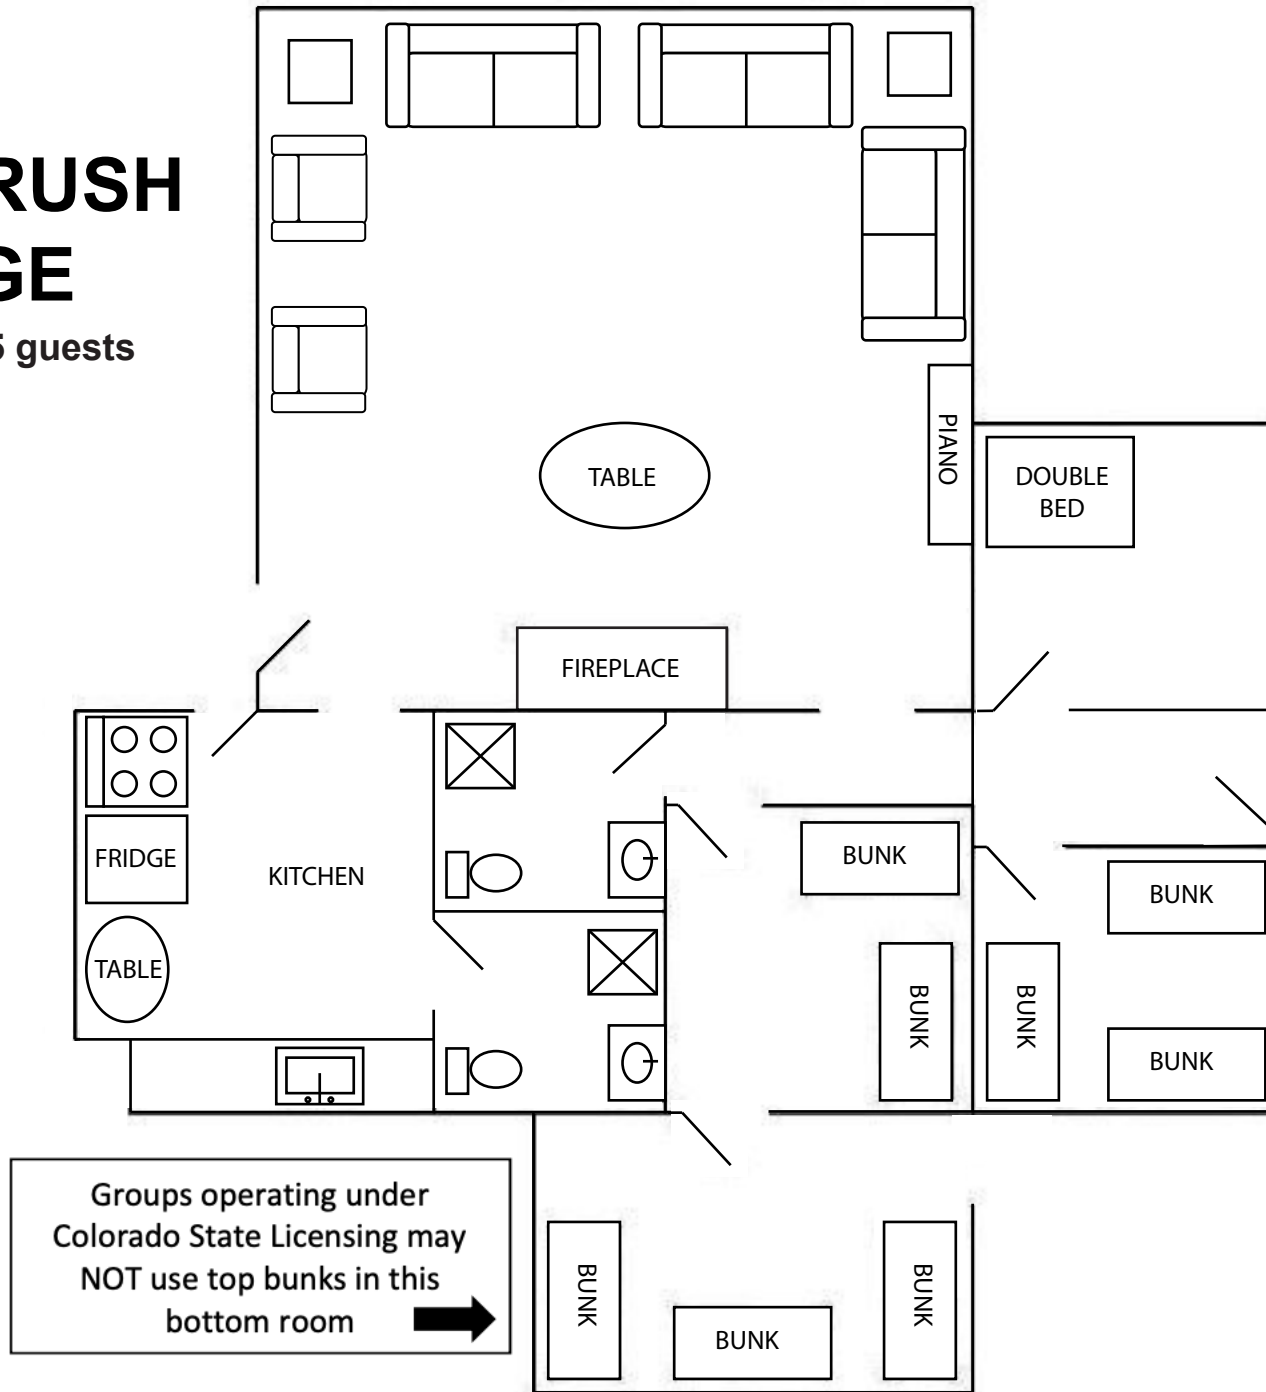 RUSH
GE
5 guests
PIANO
DOUBLE
BED
TABLE
FIREPLACE
FRIDGE
KITCHEN
BUNK
BUNK
TABLE
BUNK
BUNK
BUNK
Groups operating under
Colorado State Licensing may
NOT use top bunks in this
bottom room
BUNK
BUNK
BUNK